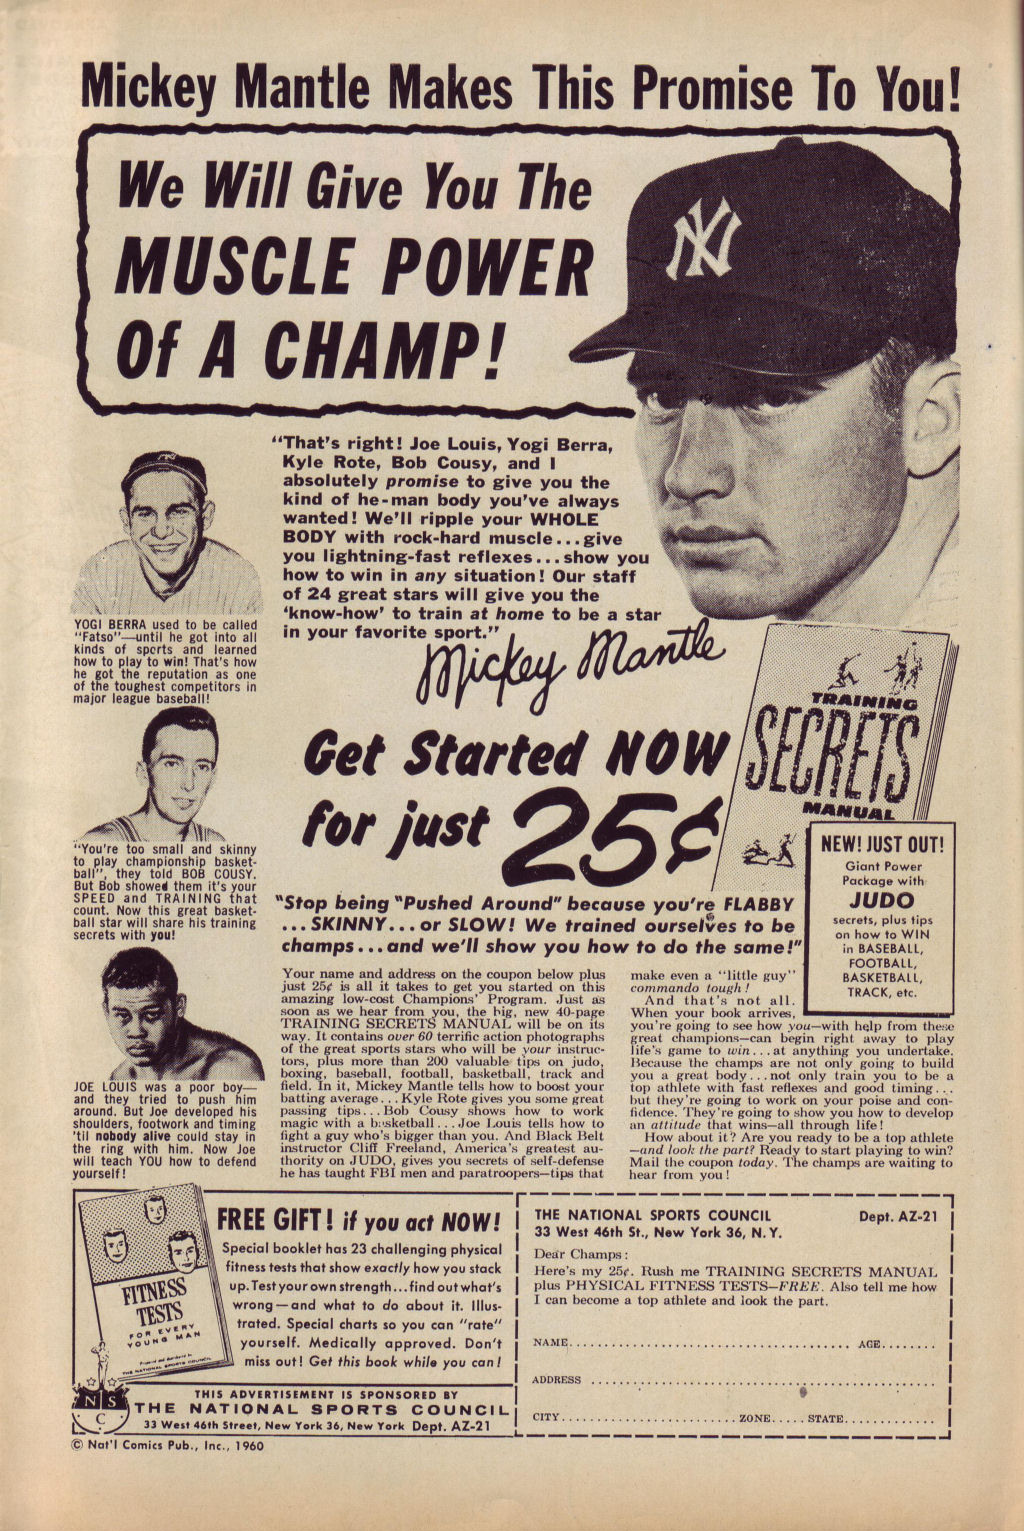 Mickey Mantle Makes This Promise To You!
We Will Give You The
MUSCLE POWER
Of A CHAMP!
NY
"That's right! Joe Louis, Yogi Berra,
Kyle Rote, Bob Cousy, and I
absolutely promise to give you the
kind of he-man body you've always
wanted! We'll ripple your WHOLE
BODY with rock-hard muscle...give
you lightning-fast reflexes...show you
how to win in any situation! Our staff
of 24 great stars will give you the
'know-how' to train at home to be a star
in your favorite sport."
Mickey Mantle
YOGI BERRA used to be called
"Fatso"—until he got into all
kinds of sports and learned
how to play to win! That's how
he got the reputation as one
of the toughest competitors in
major league baseball!
"You're too small and skinny
to play championship basket-
ball", they told BOB COUSY.
But Bob showed them it's your
SPEED and TRAINING that
count. Now this great basket-
ball star will share his training
secrets with you!
JOE LOUIS was a poor boy—
and they tried to push him
around. But Joe developed his
shoulders, footwork and timing
'til nobody alive could stay in
the ring with him. Now Joe
will teach YOU how to defend
yourself!
Get Started NOW
for just 25¢
TRAINING
SECRETS
MANUAL
NEW! JUST OUT!
Giant Power
Package with
JUDO
secrets, plus tips
on how to WIN
in BASEBALL,
FOOTBALL,
BASKETBALL,
TRACK, etc.
"Stop being "Pushed Around" because you're FLABBY
...SKINNY...or SLOW! We trained ourselves to be
champs...and we'll show you how to do the same!"
Your name and address on the coupon below plus
just 25¢ is all it takes to get you started on this
amazing low-cost Champions' Program. Just as
soon as we hear from you, the big, new 40-page
TRAINING SECRETS MANUAL will be on its
way. It contains over 60 terrific action photographs
of the great sports stars who will be your instruc-
tors, plus more than 200 valuable tips on judo,
boxing, baseball, football, basketball, track and
field. In it, Mickey Mantle tells how to boost your
batting average...Kyle Rote gives you some great
passing tips...Bob Cousy shows how to work
magic with a basketball...Joe Louis tells how to
fight a guy who's bigger than you. And Black Belt
instructor Cliff Freeland, America's greatest au-
thority on JUDO, gives you secrets of self-defense
he has taught FBI men and paratroopers—tips that
make even a "little guy"
commando tough!
And that's not all.
When your book arrives,
you're going to see how you—with help from these
great champions—can begin right away to play
life's game to win...at anything you undertake.
Because the champs are not only going to build
you a great body...not only train you to be a
top athlete with fast reflexes and good timing...
but they're going to work on your poise and con-
fidence. They're going to show you how to develop
an attitude that wins—all through life!
How about it? Are you ready to be a top athlete
—and look the part? Ready to start playing to win?
Mail the coupon today. The champs are waiting to
hear from you!
FITNESS
TESTS
FOR EVERY
YOUNG MAN
THE NATIONAL SPORTS COUNCIL
FREE GIFT! if you act NOW!
Special booklet has 23 challenging physical
fitness tests that show exactly how you stack
up. Test your own strength...find out what's
wrong—and what to do about it. Illus-
trated. Special charts so you can "rate"
yourself. Medically approved. Don't
miss out! Get this book while you can!
NSC
THIS ADVERTISEMENT IS SPONSORED BY
THE NATIONAL SPORTS COUNCIL
33 West 46th Street, New York 36, New York Dept. AZ-21
THE NATIONAL SPORTS COUNCIL Dept. AZ-21
33 West 46th St., New York 36, N.Y.
Dear Champs:
Here's my 25¢. Rush me TRAINING SECRETS MANUAL
plus PHYSICAL FITNESS TESTS—FREE. Also tell me how
I can become a top athlete and look the part.
NAME........................................ AGE........
ADDRESS ..................................................
CITY......................... ZONE..... STATE.............
© Nat'l Comics Pub., Inc., 1960